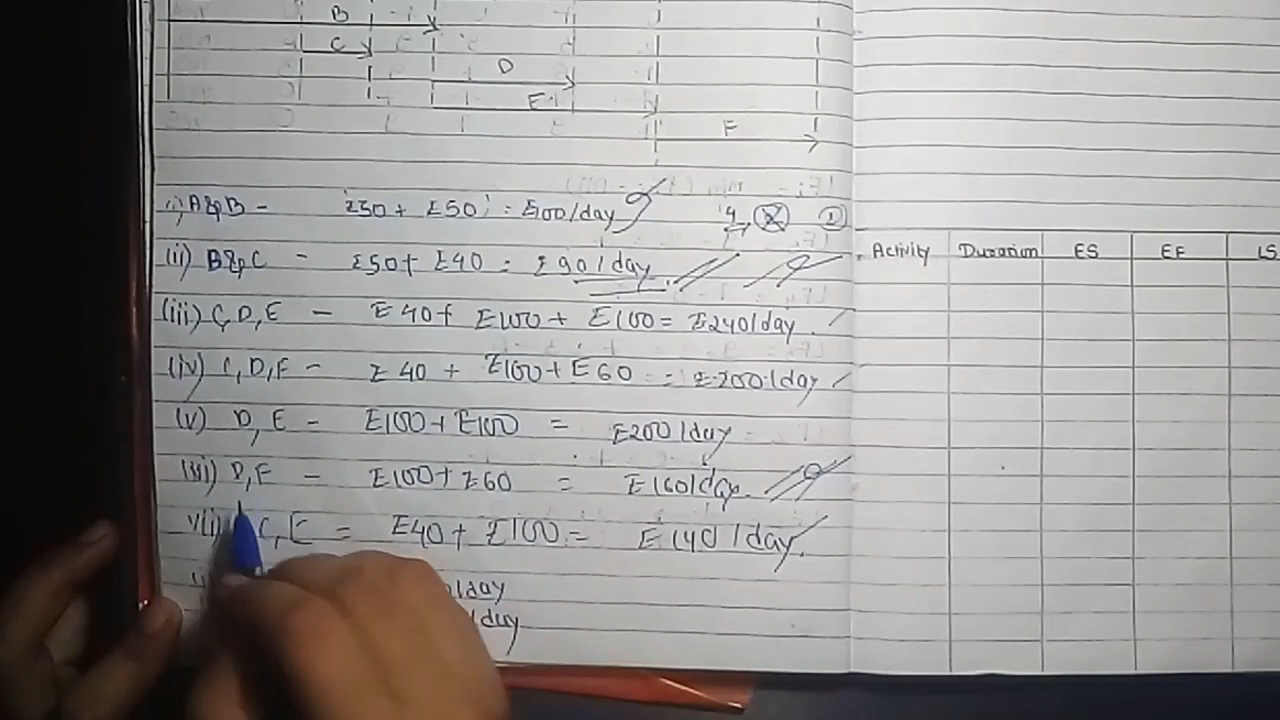 B
C
D
E
F
i) A&B - £50 + £50 = £100/day
4 2
(ii) B&C - £50 + £40 = £90/day
Activity Duration ES EF LS
(iii) C,D,E - £40 + £100 + £100 = £240/day
(iv) C,D,F - £40 + £100 + £60 = £200/day
(v) D, E - £100 + £100 = £200/day
(vi) D,F - £100 + £60 = £160/day
vii) C,E = £40 + £100 = £140/day
/day
/day